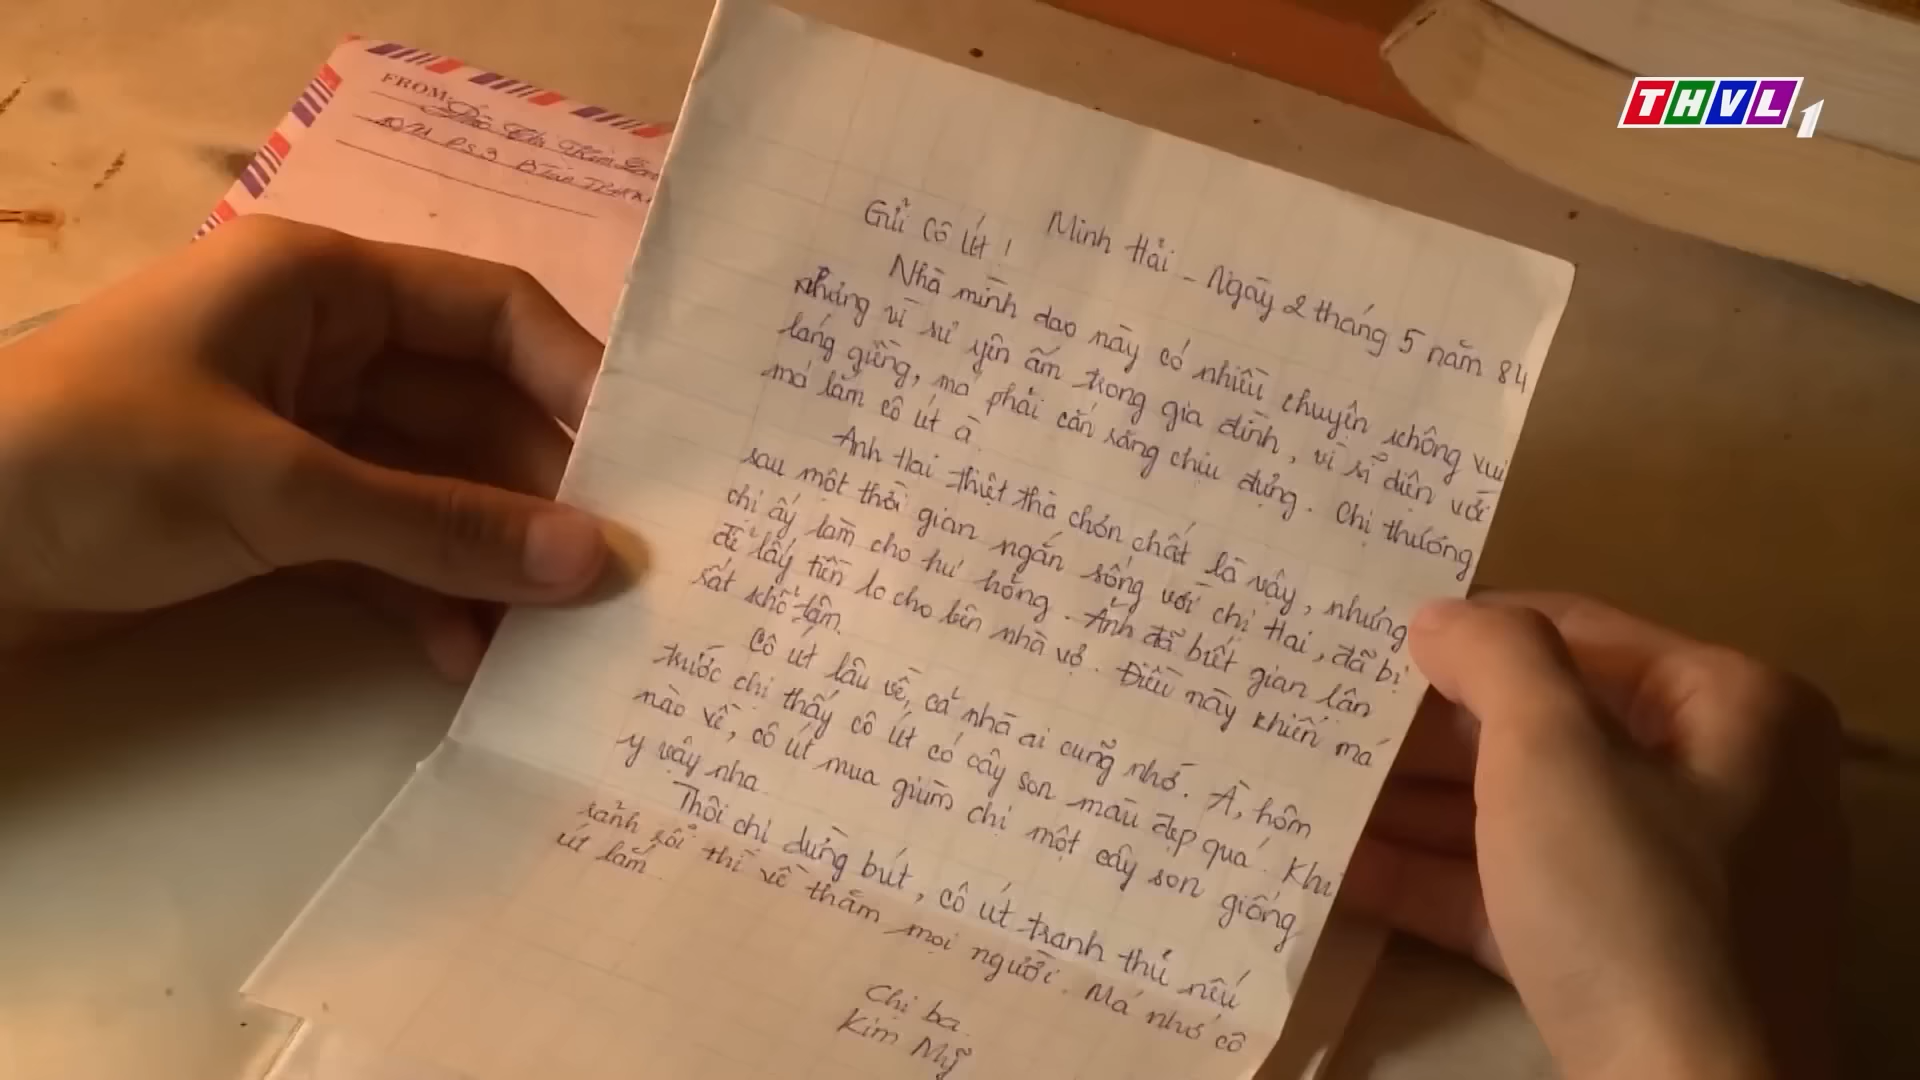 THVL1
FROM:
Minh Hải - Ngày 2 tháng 5 năm 84
Gửi cô út!
Nhà mình dạo này có nhiều chuyện không vui
nhưng vì sự yên ấm trong gia đình, vì sĩ diện với
láng giềng, má phải cắn răng chịu đựng. Chị thương
má lắm cô út à
Anh Hai thiệt thà chơn chất là vậy, nhưng
sau một thời gian ngắn sống với chị Hai, đã bị
chị ấy làm cho hư hỏng. Ảnh đã biết gian lận
để lấy tiền lo cho bên nhà vợ. Điều này khiến má
rất khổ tâm.
Cô út lâu về, cả nhà ai cũng nhớ. À, hôm
trước chị thấy cô út có cây son màu đẹp quá. Khi
nào về, cô út mua giùm chị một cây son giống
y vậy nha.
Thôi chị dừng bút, cô út tranh thủ nếu
rảnh rỗi thì về thăm mọi người. Má nhớ cô
út lắm.
Chị ba
Kim Mỹ